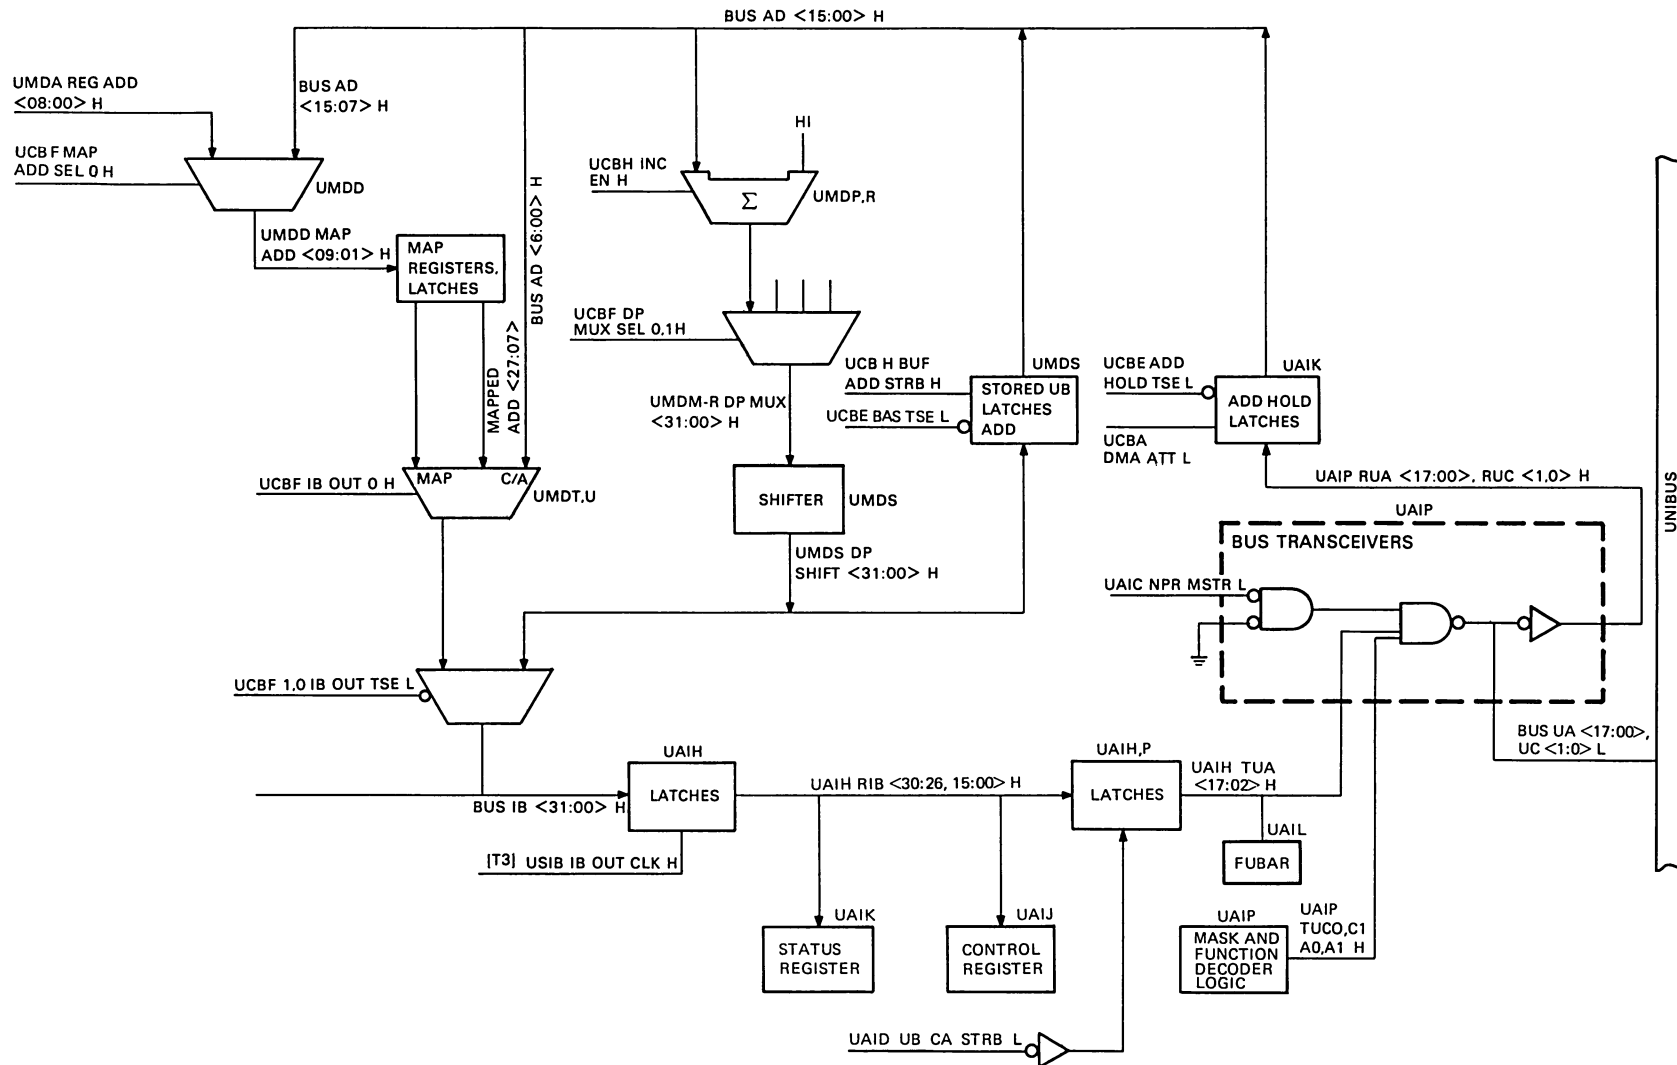 BUS AD <15:00> H
UMDA REG ADD
<08:00> H
BUS AD
<15:07> H
UCBF MAP
ADD SEL 0 H
UMDD
HI
UCBH INC
EN H
Σ
UMDP,R
UMDD MAP
ADD <09:01> H
MAP
REGISTERS,
LATCHES
BUS AD <6:00> H
MAPPED
ADD <27:07>
UCBF DP
MUX SEL 0,1H
UMDM-R DP MUX
<31:00> H
UCB H BUF
ADD STRB H
UCBE BAS TSE L
UMDS
STORED UB
LATCHES
ADD
UCBE ADD
HOLD TSE L
UCBA
DMA ATT L
UAIK
ADD HOLD
LATCHES
UCBF IB OUT 0 H
MAP
C/A
UMDT,U
SHIFTER
UMDS
UMDS DP
SHIFT <31:00> H
UAIP RUA <17:00>, RUC <1,0> H
UAIP
BUS TRANSCEIVERS
UAIC NPR MSTR L
UNIBUS
UCBF 1,0 IB OUT TSE L
BUS UA <17:00>,
UC <1:0> L
BUS IB <31:00> H
UAIH
LATCHES
UAIH RIB <30:26, 15:00> H
UAIH,P
LATCHES
UAIH TUA
<17:02> H
[T3] USIB IB OUT CLK H
UAIL
FUBAR
UAIK
STATUS
REGISTER
UAIJ
CONTROL
REGISTER
UAIP
MASK AND
FUNCTION
DECODER
LOGIC
UAIP
TUC0,C1
A0,A1 H
UAID UB CA STRB L